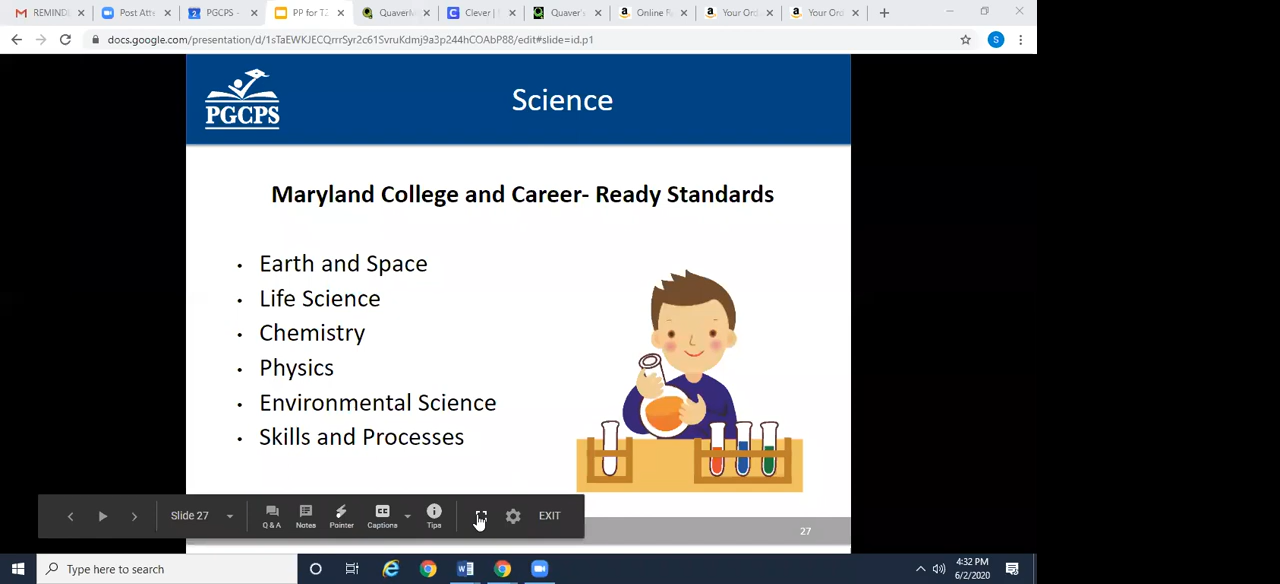 REMINDI
Post Atte
PGCPS -
PP for T2
QuaverM
Clever |
Quaver's
Online R
Your Ord
Your Ord
docs.google.com/presentation/d/1sTaEWKJECQrrrSyr2c61SvruKdmj9a3p244hCOAbP88/edit#slide=id.p1
S
PGCPS
Science
Maryland College and Career- Ready Standards
• Earth and Space
• Life Science
• Chemistry
• Physics
• Environmental Science
• Skills and Processes
Slide 27
Q & A
Notes
Pointer
Captions
Tips
EXIT
27
Type here to search
4:32 PM
6/2/2020